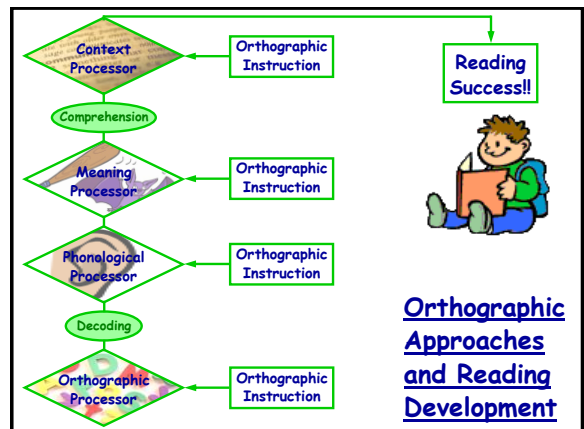 Context
Processor
Orthographic
Instruction
Reading
Success!!
Comprehension
Meaning
Processor
Orthographic
Instruction
Phonological
Processor
Orthographic
Instruction
Decoding
Orthographic
Processor
Orthographic
Instruction
Orthographic
Approaches
and Reading
Development